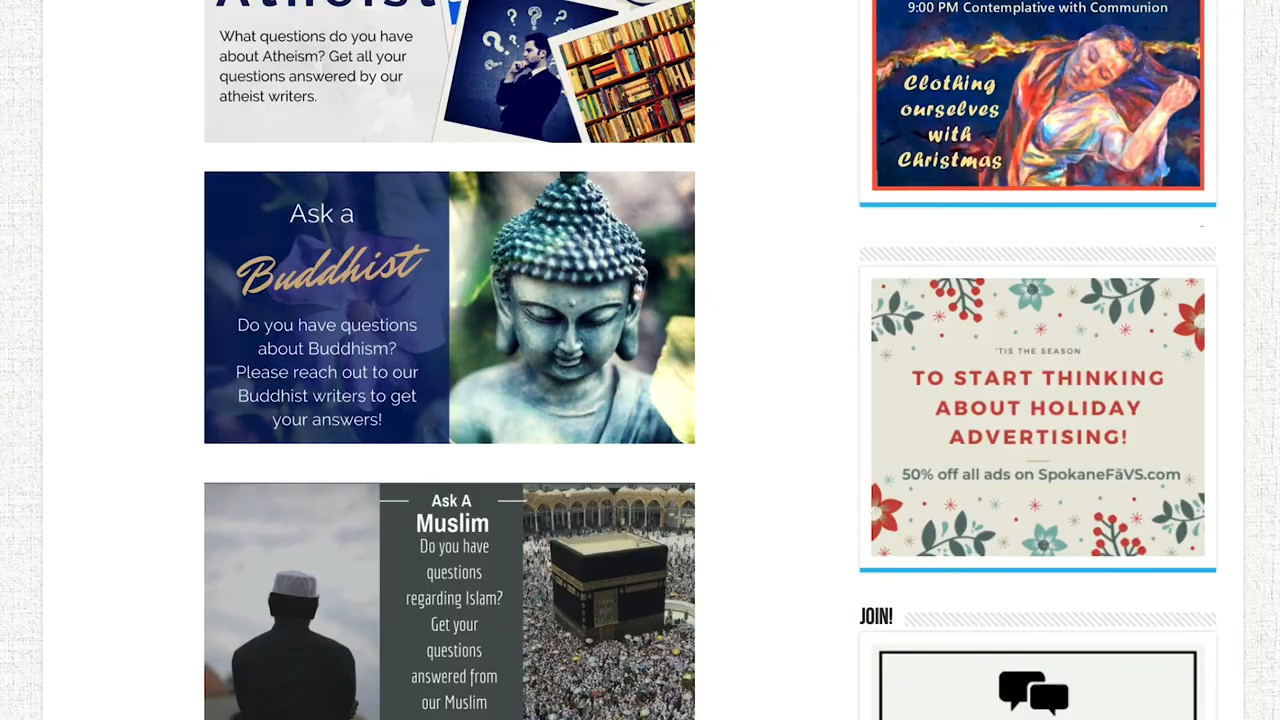 Atheist
What questions do you have
about Atheism? Get all your
questions answered by our
atheist writers.
Ask a
Buddhist
Do you have questions
about Buddhism?
Please reach out to our
Buddhist writers to get
your answers!
Ask A
Muslim
Do you have
questions
regarding Islam?
Get your
questions
answered from
our Muslim
9:00 PM Contemplative with Communion
Clothing
ourselves
with
Christmas
'TIS THE SEASON
TO START THINKING
ABOUT HOLIDAY
ADVERTISING!
50% off all ads on SpokaneFāVS.com
JOIN!